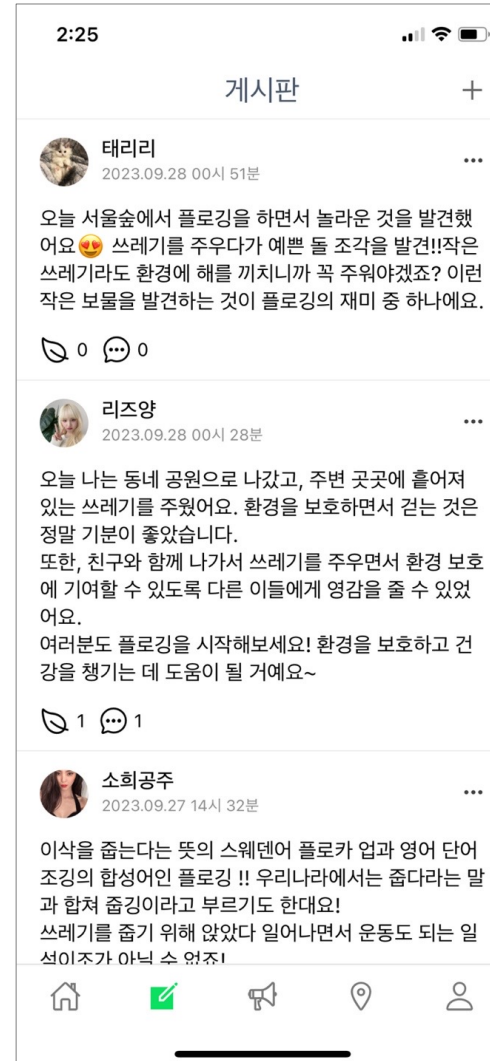 2:25
게시판
태리리
2023.09.28 00시 51분
오늘 서울숲에서 플로깅을 하면서 놀라운 것을 발견했
어요😍 쓰레기를 주우다가 예쁜 돌 조각을 발견!!작은
쓰레기라도 환경에 해를 끼치니까 꼭 주워야겠죠? 이런
작은 보물을 발견하는 것이 플로깅의 재미 중 하나에요.
0 0
리즈양
2023.09.28 00시 28분
오늘 나는 동네 공원으로 나갔고, 주변 곳곳에 흩어져
있는 쓰레기를 주웠어요. 환경을 보호하면서 걷는 것은
정말 기분이 좋았습니다.
또한, 친구와 함께 나가서 쓰레기를 주우면서 환경 보호
에 기여할 수 있도록 다른 이들에게 영감을 줄 수 있었
어요.
여러분도 플로깅을 시작해보세요! 환경을 보호하고 건
강을 챙기는 데 도움이 될 거예요~
1 1
소희공주
2023.09.27 14시 32분
이삭을 줍는다는 뜻의 스웨덴어 플로카 업과 영어 단어
조깅의 합성어인 플로깅 !! 우리나라에서는 줍다라는 말
과 합쳐 줍깅이라고 부르기도 한대요!
쓰레기를 줍기 위해 앉았다 일어나면서 운동도 되는 일
석이조가 아닐 수 없죠!